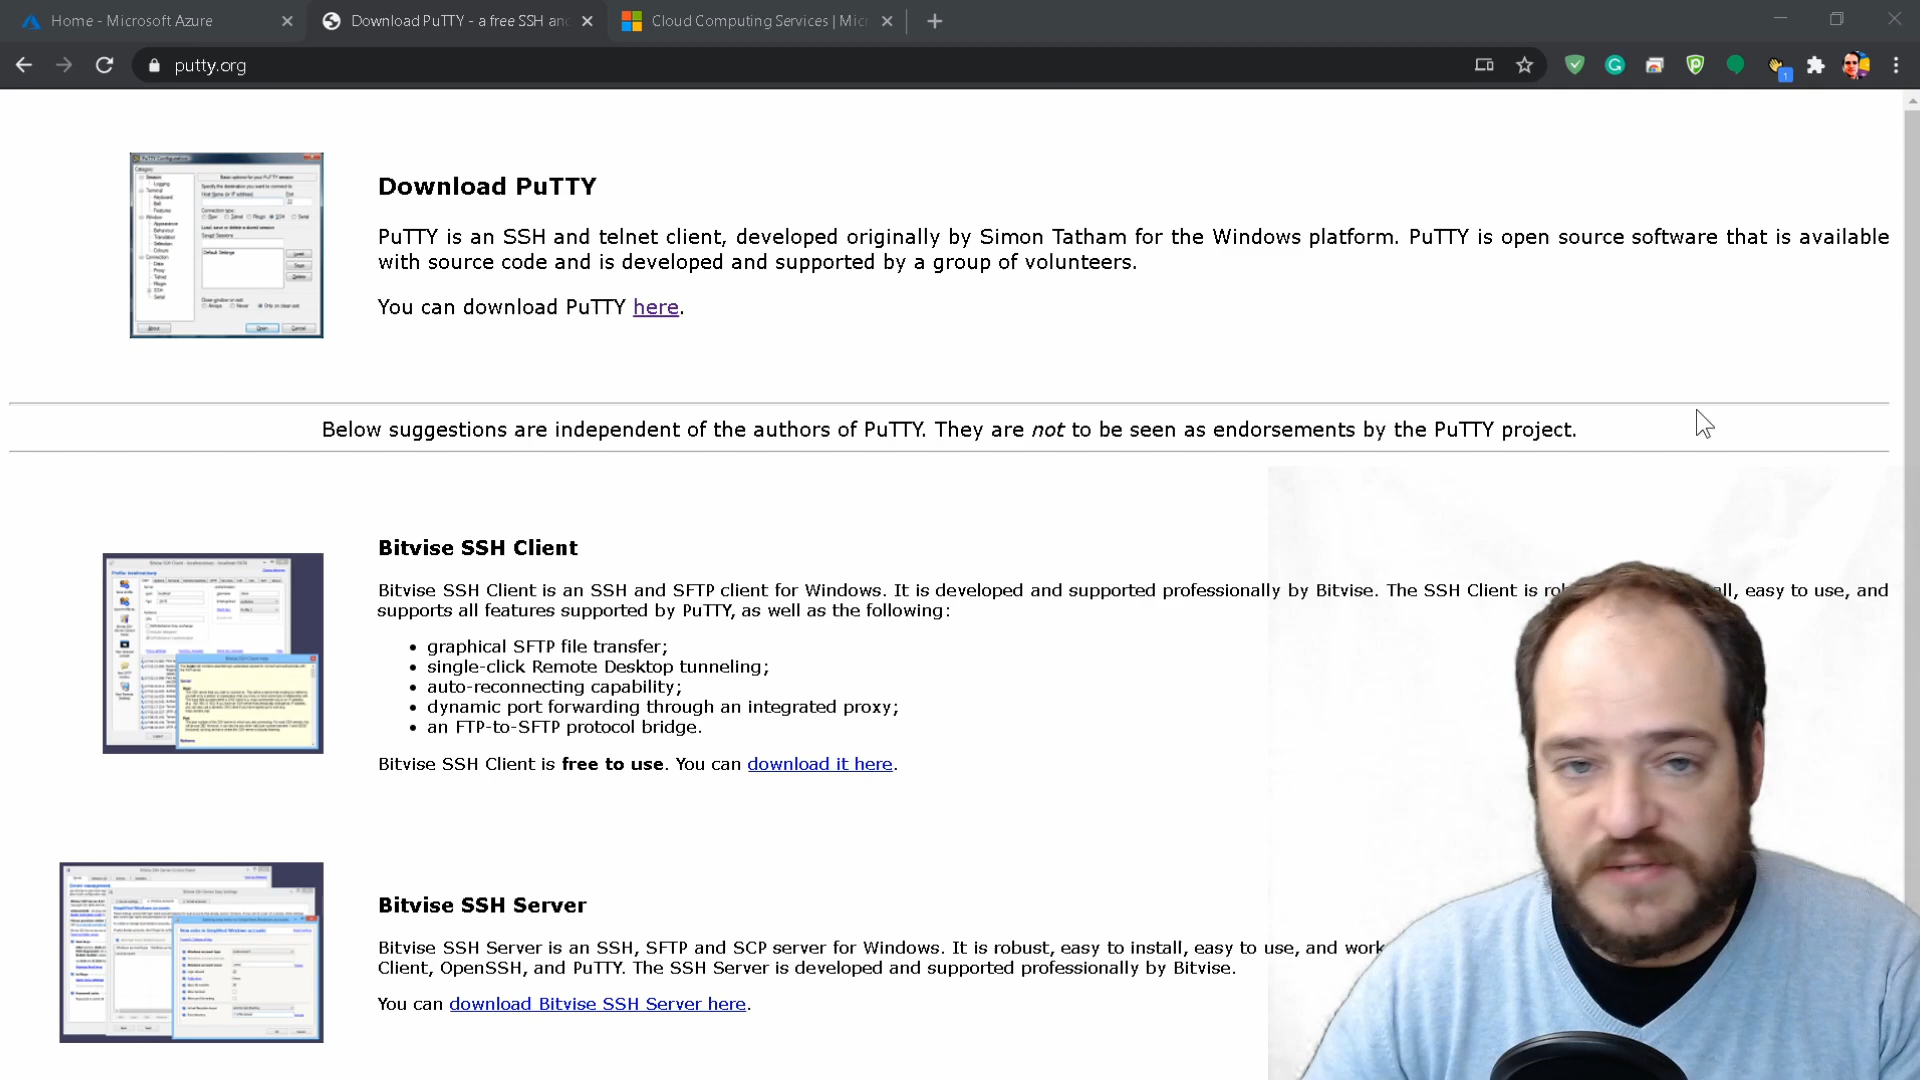 Home - Microsoft Azure
Download PuTTY - a free SSH and
Cloud Computing Services | Micr
putty.org
1
Download PuTTY
PuTTY is an SSH and telnet client, developed originally by Simon Tatham for the Windows platform. PuTTY is open source software that is available
with source code and is developed and supported by a group of volunteers.
You can download PuTTY here.
Below suggestions are independent of the authors of PuTTY. They are not to be seen as endorsements by the PuTTY project.
Bitvise SSH Client
Bitvise SSH Client is an SSH and SFTP client for Windows. It is developed and supported professionally by Bitvise. The SSH Client is easy to use, and
supports all features supported by PuTTY, as well as the following:
• graphical SFTP file transfer;
• single-click Remote Desktop tunneling;
• auto-reconnecting capability;
• dynamic port forwarding through an integrated proxy;
• an FTP-to-SFTP protocol bridge.
Bitvise SSH Client is free to use. You can download it here.
Bitvise SSH Server
Bitvise SSH Server is an SSH, SFTP and SCP server for Windows. It is robust, easy to install, easy to use, and work
Client, OpenSSH, and PuTTY. The SSH Server is developed and supported professionally by Bitvise.
You can download Bitvise SSH Server here.